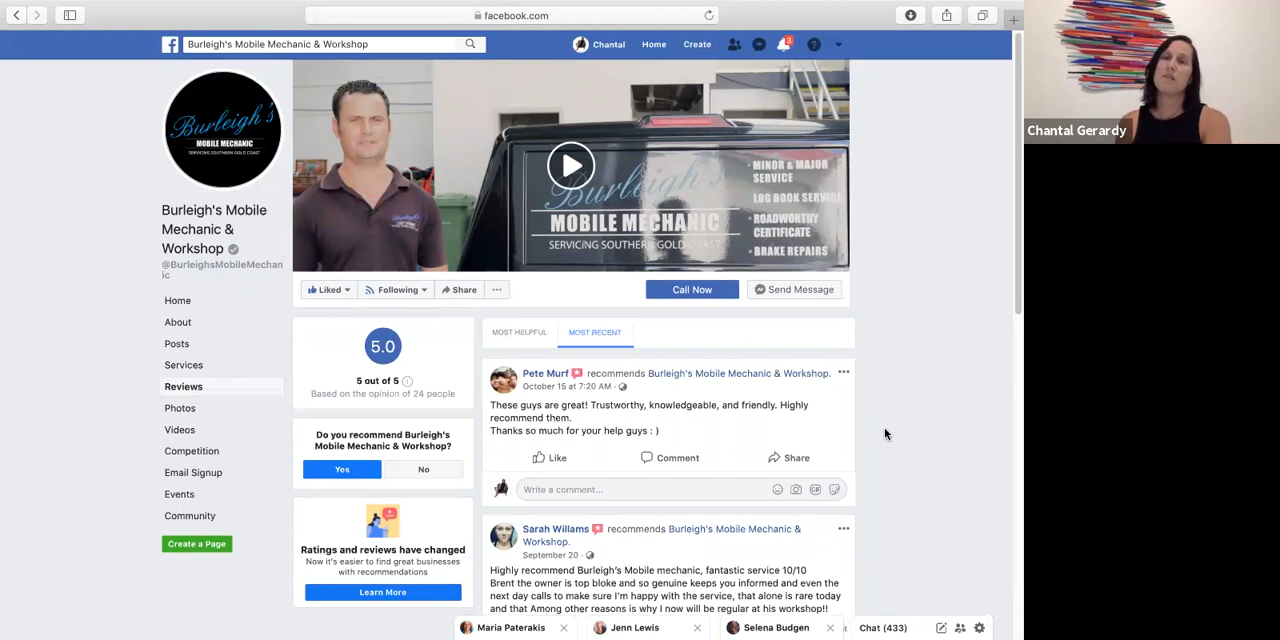 facebook.com
Burleigh's Mobile Mechanic & Workshop
Chantal
Home
Create
3
Chantal Gerardy
Burleigh's
MOBILE MECHANIC
SERVICING SOUTHERN GOLD COAST
Burleigh's Mobile
Mechanic &
Workshop
@BurleighsMobileMechan
ic
Home
About
Posts
Services
Reviews
Photos
Videos
Competition
Email Signup
Events
Community
Create a Page
Burleigh's
Burleigh's
MOBILE MECHANIC
SERVICING SOUTHERN GOLD COAST
• MINOR & MAJOR
SERVICE
LOG BOOK SERVICE
• ROADWORTHY
CERTIFICATE
• BRAKE REPAIRS
Liked
Following
Share
Call Now
Send Message
5.0
5 out of 5
Based on the opinion of 24 people
Do you recommend Burleigh's
Mobile Mechanic & Workshop?
Yes
No
Ratings and reviews have changed
Now it's easier to find great businesses
with recommendations
Learn More
MOST HELPFUL
MOST RECENT
Pete Murf recommends Burleigh's Mobile Mechanic & Workshop.
October 15 at 7:20 AM ·
These guys are great! Trustworthy, knowledgeable, and friendly. Highly
recommend them.
Thanks so much for your help guys : )
Like
Comment
Share
Write a comment...
GIF
Sarah Willams recommends Burleigh's Mobile Mechanic &
Workshop.
September 20 ·
Highly recommend Burleigh's Mobile mechanic, fantastic service 10/10
Brent the owner is top bloke and so genuine keeps you informed and even the
next day calls to make sure I'm happy with the service, that alone is rare today
and that Among other reasons is why I now will be regular at his workshop!!
Maria Paterakis
Jenn Lewis
Selena Budgen
Chat (433)